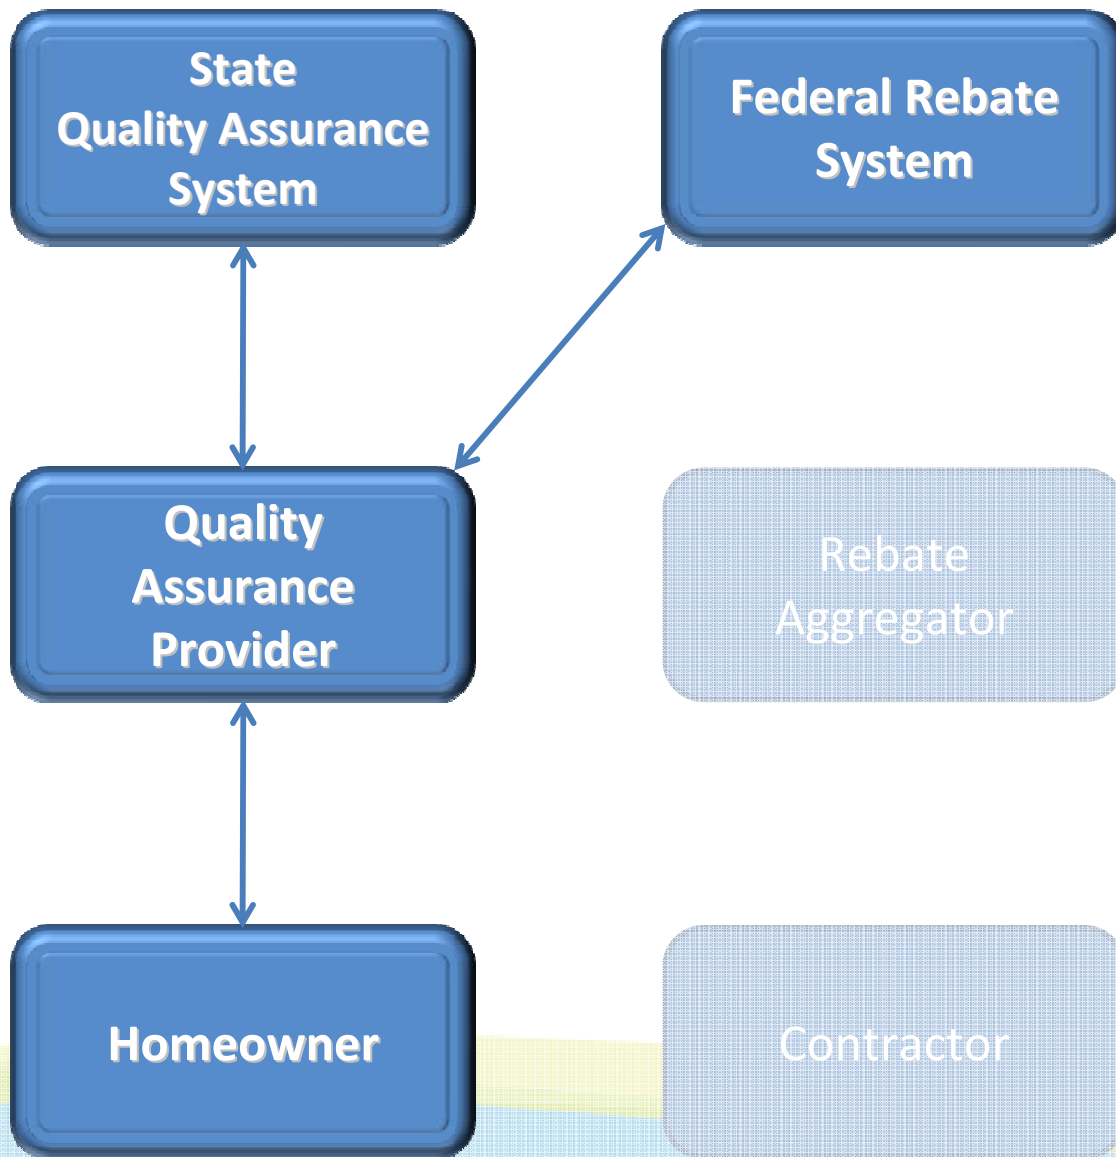 State
Quality Assurance
System
Federal Rebate
System
Quality
Assurance
Provider
Rebate
Aggregator
Homeowner
Contractor